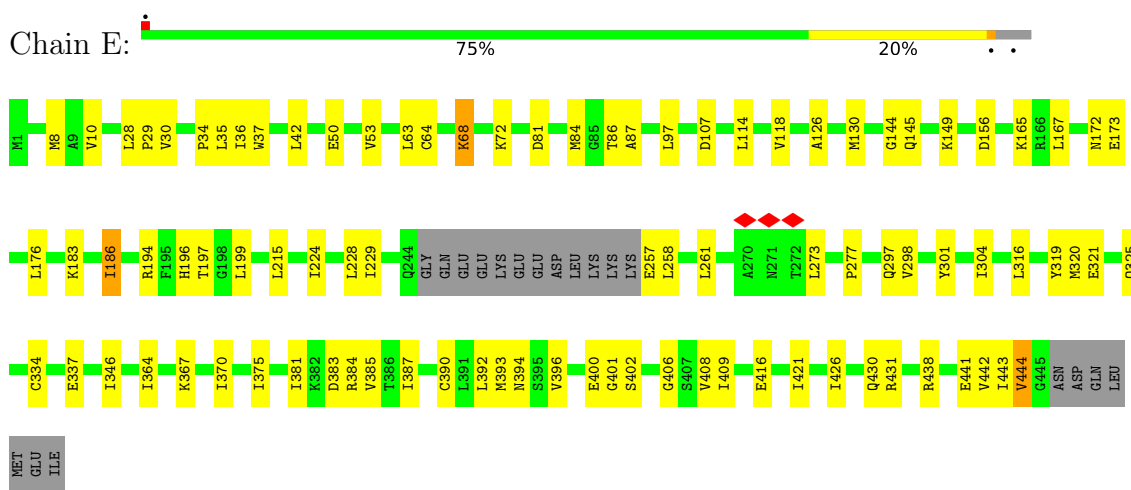 Chain E:
75% 20%
M1 M8 A9 V10 L28 P29 V30 P34 L35 I36 W37 L42 E50 V53 L63 C64 K68 K72 D81 M84 G85 T86 A87 L97 D107 L114 V118 A126 M130 G144 Q145 K149 D156 K165 R166 L167 N172 E173
L176 K183 I186 R194 F195 H196 T197 G198 L199 L215 I224 L228 I229 Q244 GLY GLN GLU GLU LYS GLU GLU ASP LEU LYS LYS LYS E257 L258 L261 A270 N271 T272 L273 P277 Q297 V298 Y301 I304 L316 Y319 M320 E321
C334 E337 I346 I364 K367 I370 I375 I381 K382 D383 R384 V385 T386 I387 C390 L391 L392 W393 N394 S395 V396 E400 G401 S402 G406 S407 V408 I409 E416 I421 I426 Q430 R431 R438 E441 V442 I443 V444 G445 ASN ASP GLN LEU
MET GLU ILE